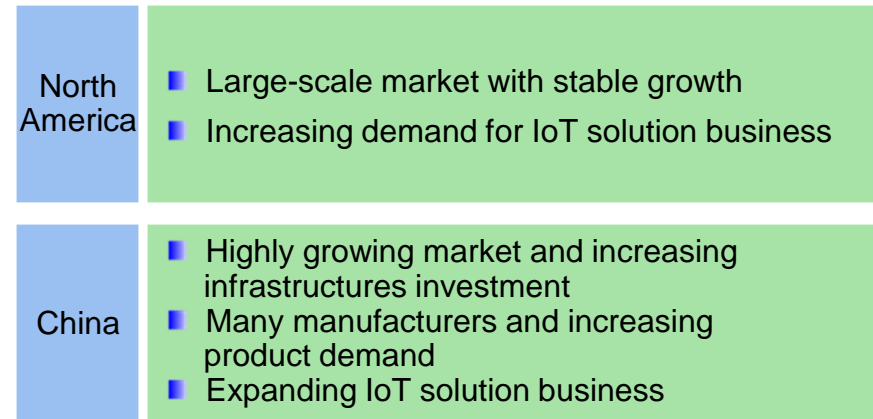 North
America
Large-scale market with stable growth
Increasing demand for IoT solution business
China
Highly growing market and increasing
infrastructures investment
Many manufacturers and increasing
product demand
Expanding IoT solution business